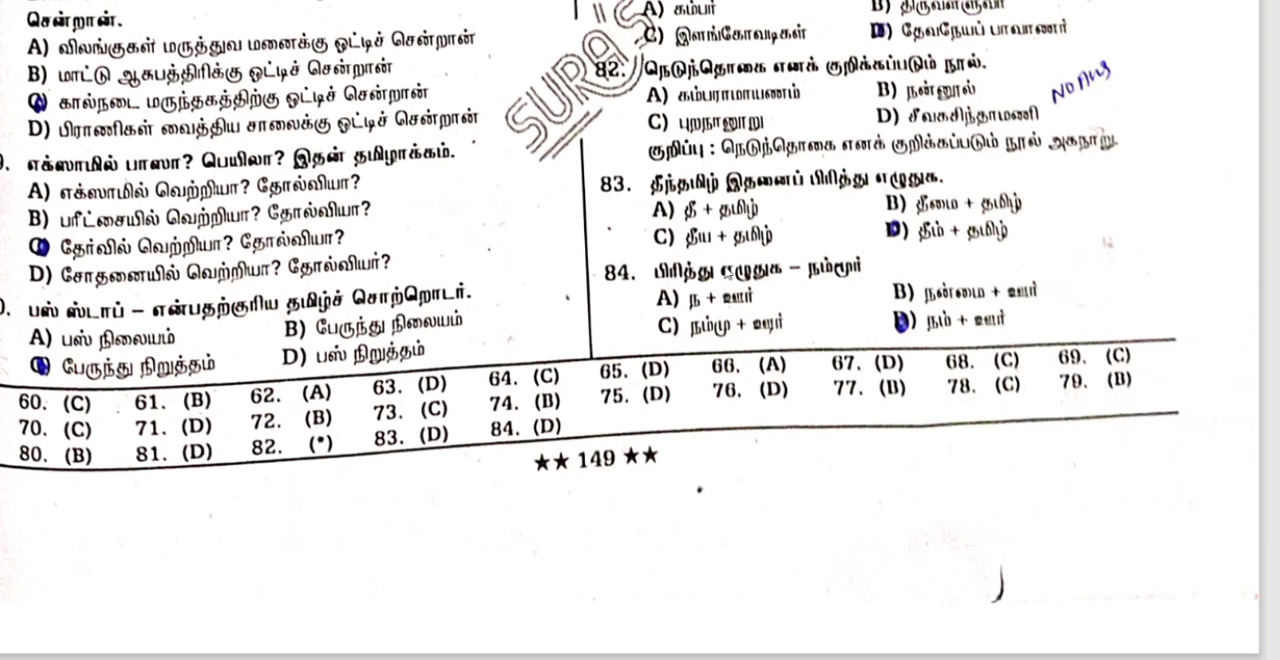 சென்றான்.
A) விலங்குகள் மருத்துவ மனைக்கு ஓட்டிச் சென்றான்
B) மாட்டு ஆசுபத்திரிக்கு ஓட்டிச் சென்றான்
கால்நடை மருந்தகத்திற்கு ஓட்டிச் சென்றான்
D) பிராணிகள் வைத்திய சாலைக்கு ஓட்டிச் சென்றான்
எக்ஸாமில் பாஸா? பெயிலா? இதன் தமிழாக்கம்.
A) எக்ஸாமில் வெற்றியா? தோல்வியா?
B) பரீட்சையில் வெற்றியா? தோல்வியா?
தேர்வில் வெற்றியா? தோல்வியா?
D) சோதனையில் வெற்றியா? தோல்வியா?
பஸ் ஸ்டாப் – என்பதற்குரிய தமிழ்ச் சொற்றொடர்.
A) பஸ் நிலையம் B) பேருந்து நிலையம்
பேருந்து நிறுத்தம் D) பஸ் நிறுத்தம்
SURA'S
A) கம்பர் B) திருவள்ளுவர்
C) இளங்கோவடிகள் D) தேவநேயப் பாவாணர்
82. நெடுந்தொகை எனக் குறிக்கப்படும் நூல்.
A) கம்பராமாயணம் B) நன்னூல்
C) புறநானூறு D) சீவகசிந்தாமணி
No Ans
குறிப்பு : நெடுந்தொகை எனக் குறிக்கப்படும் நூல் அகநாறு.
83. தீந்தமிழ் இதனைப் பிரித்து எழுதுக.
A) தீ + தமிழ் B) தீமை + தமிழ்
C) தீய + தமிழ் D) தீம் + தமிழ்
84. பிரித்து எழுதுக – நம்மூர்
A) ந + ஊர் B) நன்மை + ஊர்
C) நம்மு + ஊர் D) நம் + ஊர்
60. (C) 61. (B) 62. (A) 63. (D) 64. (C) 65. (D) 66. (A) 67. (D) 68. (C) 69. (C)
70. (C) 71. (D) 72. (B) 73. (C) 74. (B) 75. (D) 76. (D) 77. (B) 78. (C) 79. (B)
80. (B) 81. (D) 82. (*) 83. (D) 84. (D)
★★ 149 ★★